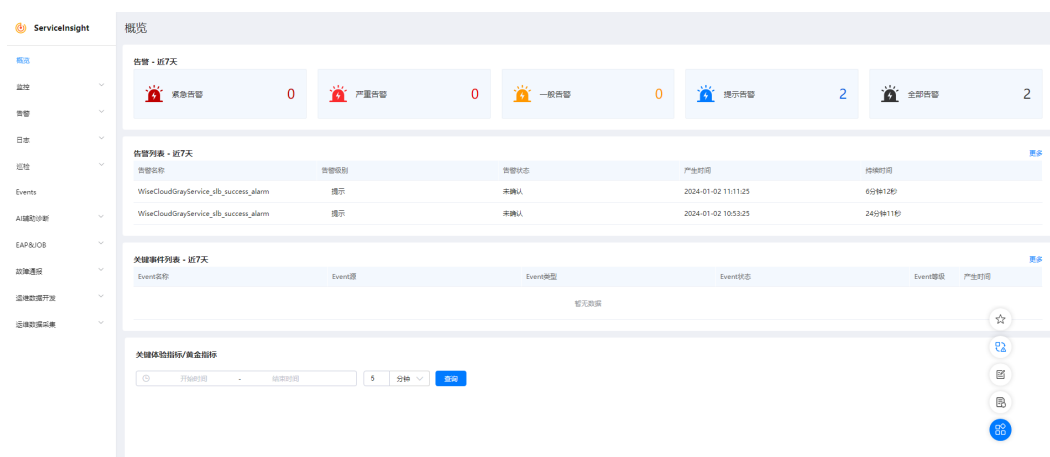 ServiceInsight
概览
概览
监控
告警
日志
巡检
Events
AI辅助诊断
EAP&JOB
故障通报
运维数据开发
运维数据采集
告警 - 近7天
紧急告警 0
严重告警 0
一般告警 0
提示告警 2
全部告警 2
告警列表 - 近7天 更多
告警名称 告警级别 告警状态 产生时间 持续时间
WiseCloudGrayService_slb_success_alarm 提示 未确认 2024-01-02 11:11:25 6分钟12秒
WiseCloudGrayService_slb_success_alarm 提示 未确认 2024-01-02 10:53:25 24分钟11秒
关键事件列表 - 近7天 更多
Event名称 Event源 Event类型 Event状态 Event等级 产生时间
暂无数据
关键体验指标/黄金指标
开始时间 - 结束时间 5 分钟 查询